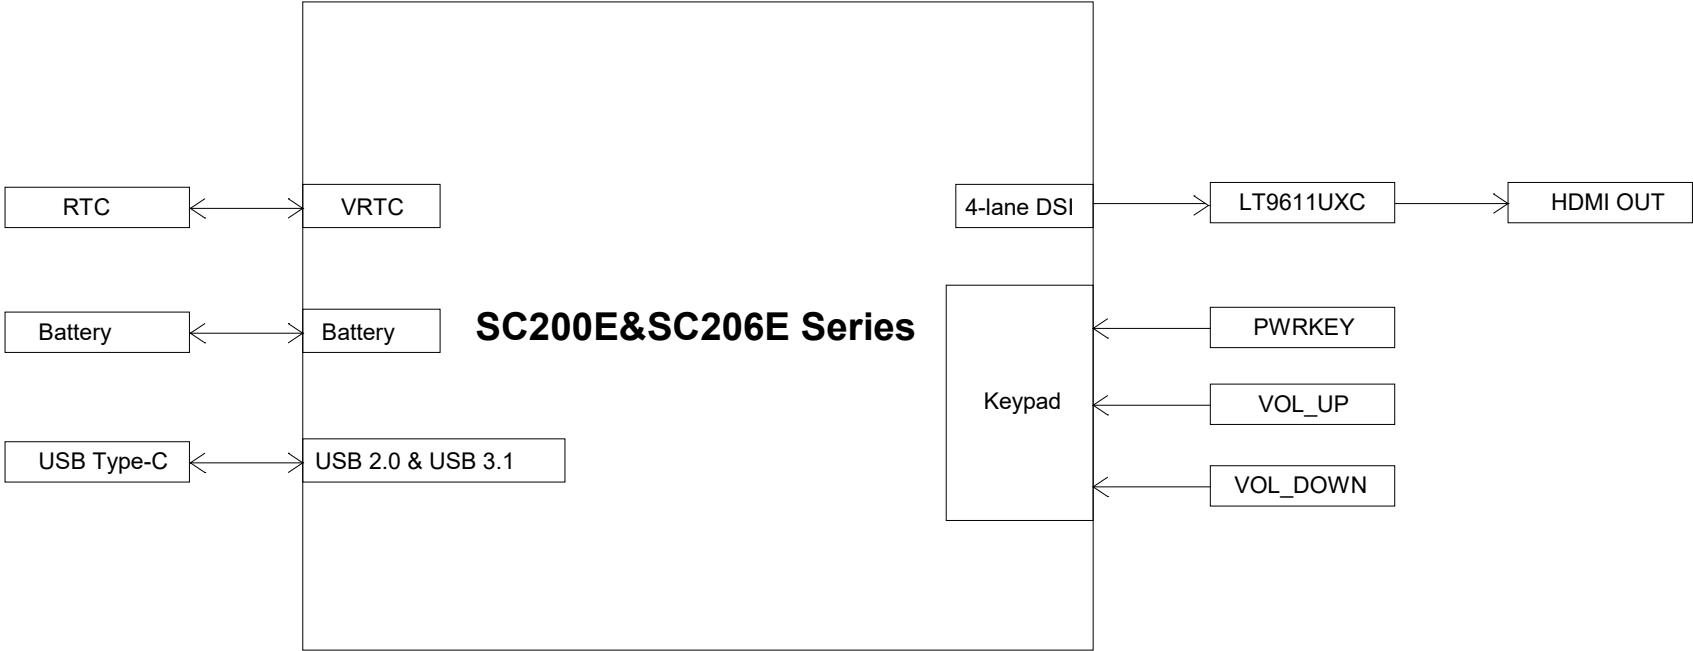 RTC
VRTC
4-lane DSI
LT9611UXC
HDMI OUT
Battery
Battery
SC200E&SC206E Series
PWRKEY
Keypad
VOL_UP
USB Type-C
USB 2.0 & USB 3.1
VOL_DOWN